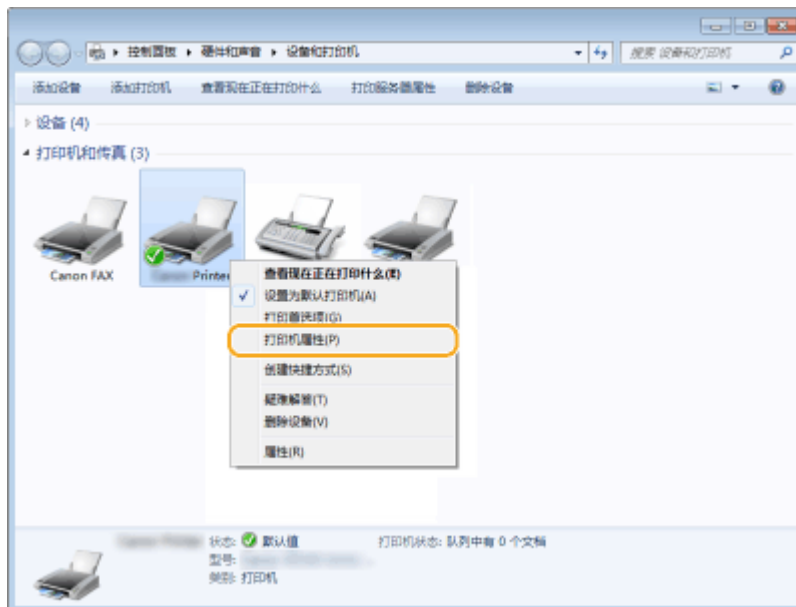 控制面板 ▸ 硬件和声音 ▸ 设备和打印机
搜索 设备和打印机
添加设备 添加打印机 查看现在正在打印什么 打印服务器属性 删除设备
设备 (4)
打印机和传真 (3)
Canon FAX
Printer
查看现在正在打印什么(E)
设置为默认打印机(A)
打印首选项(G)
打印机属性(P)
创建快捷方式(S)
疑难解答(T)
删除设备(V)
属性(R)
状态: 默认值 打印机状态: 队列中有 0 个文档
型号:
类别: 打印机